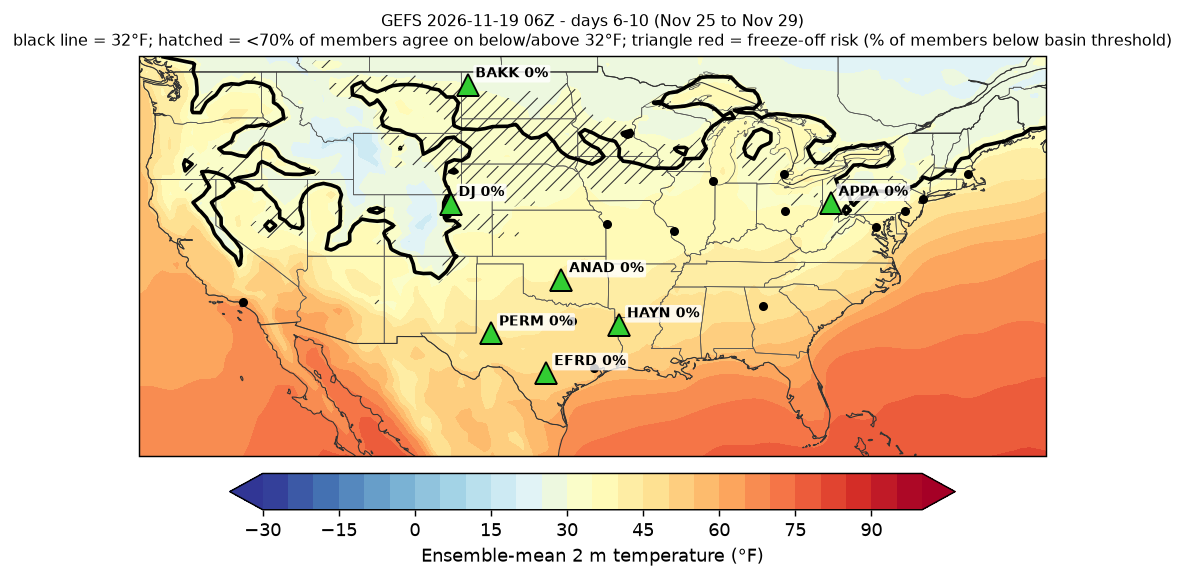 GEFS 2026-11-19 06Z - days 6-10 (Nov 25 to Nov 29)
black line = 32°F; hatched = <70% of members agree on below/above 32°F; triangle red = freeze-off risk (% of members below basin threshold)
BAKK 0%
DJ 0%
APPA 0%
ANAD 0%
HAYN 0%
PERM 0%
EFRD 0%
−30 −15 0 15 30 45 60 75 90
Ensemble-mean 2 m temperature (°F)